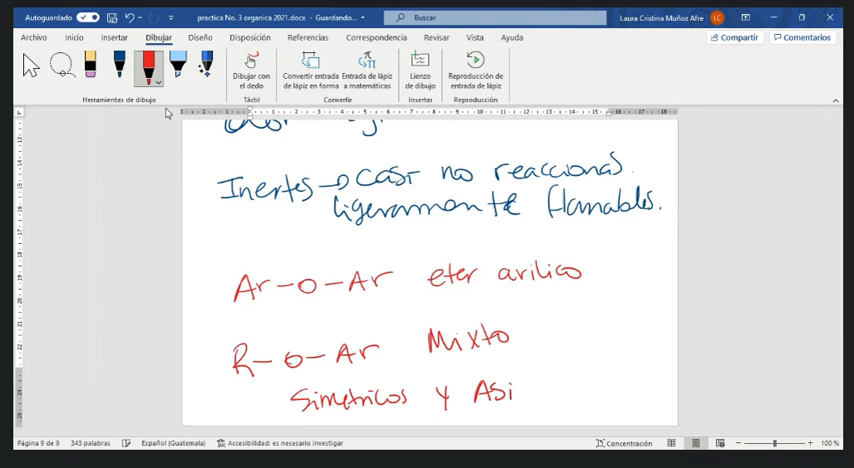 Autoguardado practica No. 3 organica 2021.docx - Guardando... Buscar Laura Cristina Muñoz Afre LC
Archivo Inicio Insertar Dibujar Diseño Disposición Referencias Correspondencia Revisar Vista Ayuda Compartir Comentarios
Dibujar con el dedo
Convertir entrada de lápiz en forma
Entrada de lápiz a matemáticas
Lienzo de dibujo
Reproducción de entrada de lápiz
Herramientas de dibujo Táctil Convertir Insertar Reproducción
Inertes → casi no reaccionas.
ligeramente flamables.
Ar-O-Ar eter arilico
R-O-Ar Mixto
Simetricos y Asi
Página 9 de 9 343 palabras Español (Guatemala) Accesibilidad: es necesario investigar Concentración 100 %